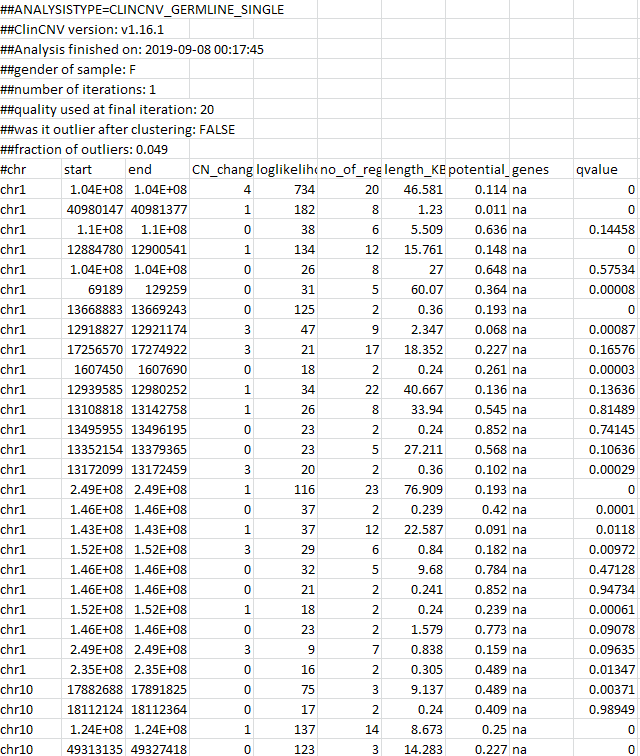 ##ANALYSISTYPE=CLINCNV_GERMLINE_SINGLE
##ClinCNV version: v1.16.1
##Analysis finished on: 2019-09-08 00:17:45
##gender of sample: F
##number of iterations: 1
##quality used at final iteration: 20
##was it outlier after clustering: FALSE
##fraction of outliers: 0.049
#chr start end CN_chang loglikeliho no_of_reg length_KB potential_ genes qvalue
chr1 1.04E+08 1.04E+08 4 734 20 46.581 0.114 na 0
chr1 40980147 40981377 1 182 8 1.23 0.011 na 0
chr1 1.1E+08 1.1E+08 0 38 6 5.509 0.636 na 0.14458
chr1 12884780 12900541 1 134 12 15.761 0.148 na 0
chr1 1.04E+08 1.04E+08 0 26 8 27 0.648 na 0.57534
chr1 69189 129259 0 31 5 60.07 0.364 na 0.00008
chr1 13668883 13669243 0 125 2 0.36 0.193 na 0
chr1 12918827 12921174 3 47 9 2.347 0.068 na 0.00087
chr1 17256570 17274922 3 21 17 18.352 0.227 na 0.16576
chr1 1607450 1607690 0 18 2 0.24 0.261 na 0.00003
chr1 12939585 12980252 1 34 22 40.667 0.136 na 0.13636
chr1 13108818 13142758 1 26 8 33.94 0.545 na 0.81489
chr1 13495955 13496195 0 23 2 0.24 0.852 na 0.74145
chr1 13352154 13379365 0 23 5 27.211 0.568 na 0.10636
chr1 13172099 13172459 3 20 2 0.36 0.102 na 0.00029
chr1 2.49E+08 2.49E+08 1 116 23 76.909 0.193 na 0
chr1 1.46E+08 1.46E+08 0 37 2 0.239 0.42 na 0.0001
chr1 1.43E+08 1.43E+08 1 37 12 22.587 0.091 na 0.0118
chr1 1.52E+08 1.52E+08 3 29 6 0.84 0.182 na 0.00972
chr1 1.46E+08 1.46E+08 0 32 5 9.68 0.784 na 0.47128
chr1 1.46E+08 1.46E+08 0 21 2 0.241 0.852 na 0.94734
chr1 1.52E+08 1.52E+08 1 18 2 0.24 0.239 na 0.00061
chr1 1.46E+08 1.46E+08 0 23 2 1.579 0.773 na 0.09078
chr1 2.49E+08 2.49E+08 3 9 7 0.838 0.159 na 0.09635
chr1 2.35E+08 2.35E+08 0 16 2 0.305 0.489 na 0.01347
chr10 17882688 17891825 0 75 3 9.137 0.489 na 0.00371
chr10 18112124 18112364 0 17 2 0.24 0.409 na 0.98949
chr10 1.24E+08 1.24E+08 1 137 14 8.673 0.25 na 0
chr10 49313135 49327418 0 123 3 14.283 0.227 na 0